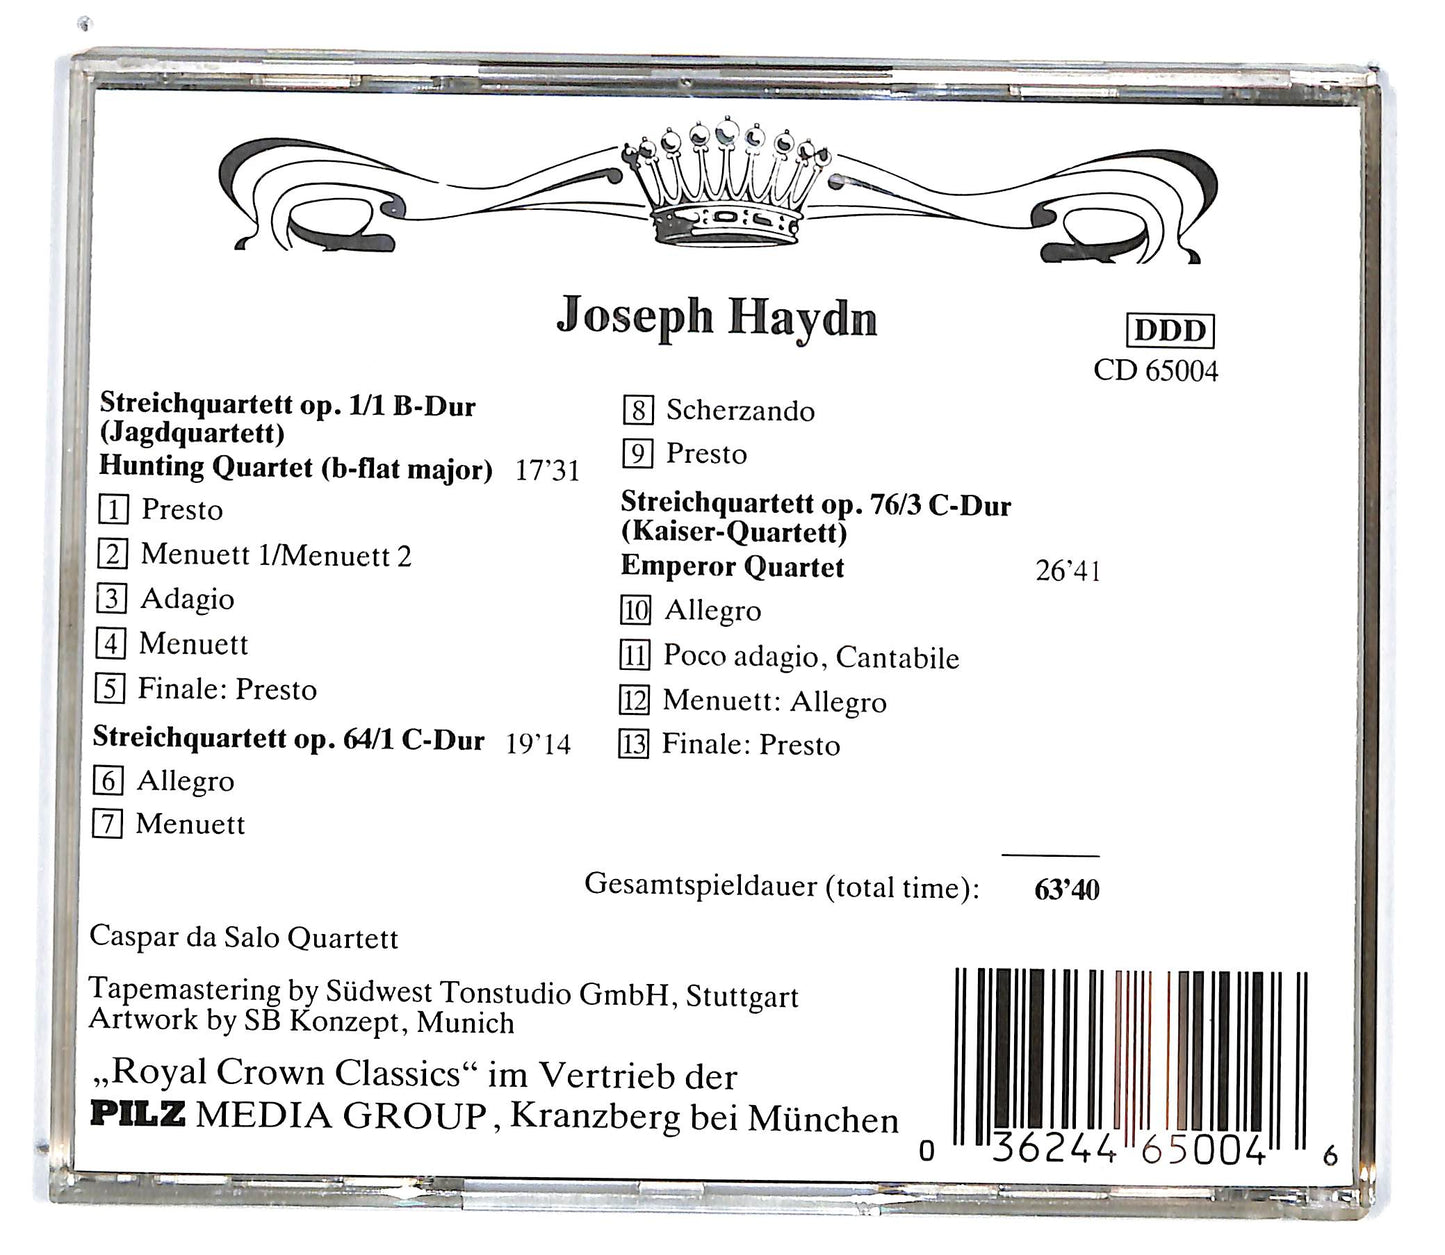 Joseph Haydn
DDD
CD 65004
Streichquartett op. 1/1 B-Dur
(Jagdquartett)
Hunting Quartet (b-flat major) 17’31
1 Presto
2 Menuett 1/Menuett 2
3 Adagio
4 Menuett
5 Finale: Presto
Streichquartett op. 64/1 C-Dur 19’14
6 Allegro
7 Menuett
8 Scherzando
9 Presto
Streichquartett op. 76/3 C-Dur
(Kaiser-Quartett)
Emperor Quartet 26’41
10 Allegro
11 Poco adagio, Cantabile
12 Menuett: Allegro
13 Finale: Presto
Gesamtspieldauer (total time): 63’40
Caspar da Salo Quartett
Tapemastering by Südwest Tonstudio GmbH, Stuttgart
Artwork by SB Konzept, Munich
„Royal Crown Classics“ im Vertrieb der
PILZ MEDIA GROUP, Kranzberg bei München
0 36244 65004 6